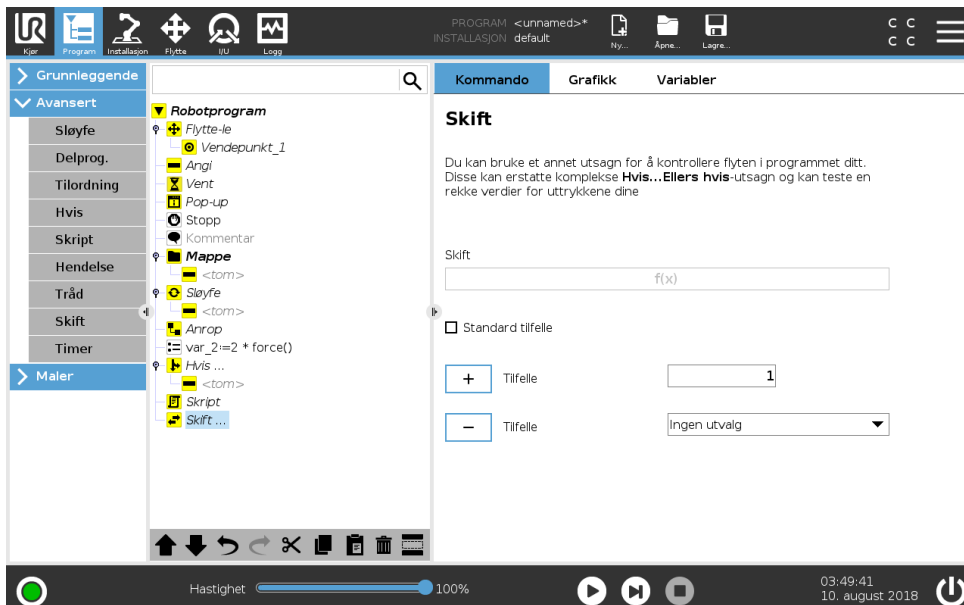 UR
PROGRAM <unnamed>*
INSTALLASJON default
Kjør
Program
Installasjon
Flytte
I/U
Logg
Ny...
Åpne...
Lagre...
C C
C C
Grunnleggende
Avansert
Sløyfe
Delprog.
Tilordning
Hvis
Skript
Hendelse
Tråd
Skift
Timer
Maler
Robotprogram
Flytte-le
Vendepunkt_1
Angi
Vent
Pop-up
Stopp
Kommentar
Mappe
<tom>
Sløyfe
<tom>
Anrop
var_2:=2 * force()
Hvis ...
<tom>
Skript
Skift ...
Kommando
Grafikk
Variabler
Skift
Du kan bruke et annet utsagn for å kontrollere flyten i programmet ditt.
Disse kan erstatte komplekse Hvis...Ellers hvis-utsagn og kan teste en
rekke verdier for uttrykkene dine
Skift
f(x)
Standard tilfelle
+ Tilfelle 1
− Tilfelle Ingen utvalg
Hastighet 100%
03:49:41
10. august 2018